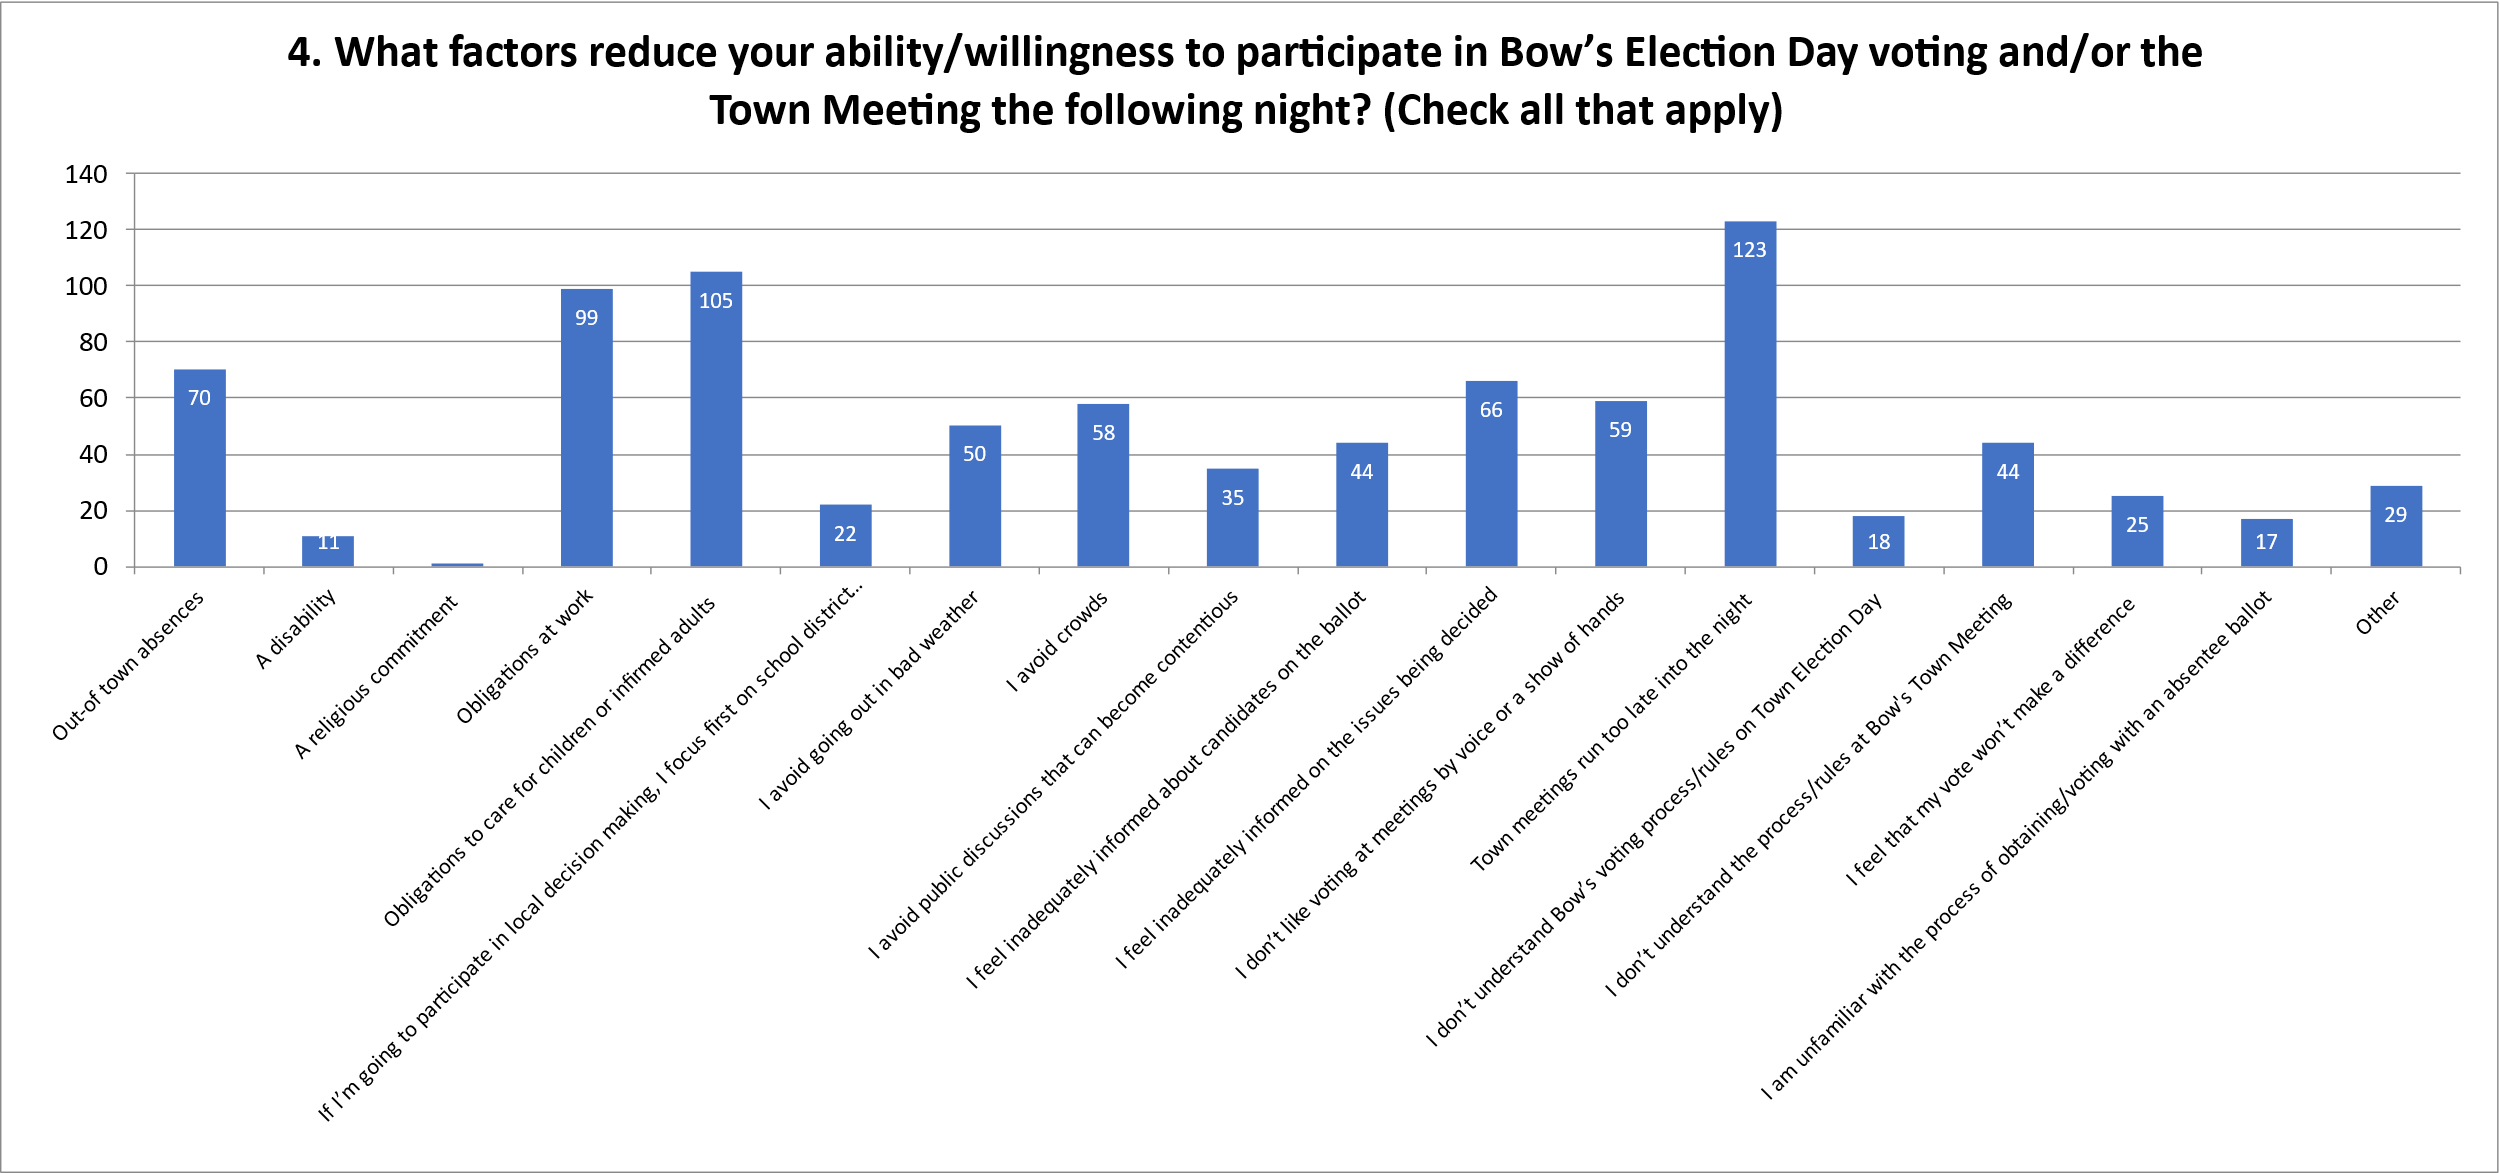 4. What factors reduce your ability/willingness to participate in Bow’s Election Day voting and/or the
Town Meeting the following night? (Check all that apply)
140
120
100
80
60
40
20
0
70
11
99
105
22
50
58
35
44
66
59
123
18
44
25
17
29
Out-of town absences
A disability
A religious commitment
Obligations at work
Obligations to care for children or infirmed adults
If I’m going to participate in local decision making, I focus first on school district..
I avoid going out in bad weather
I avoid crowds
I avoid public discussions that can become contentious
I feel inadequately informed about candidates on the ballot
I feel inadequately informed on the issues being decided
I don’t like voting at meetings by voice or a show of hands
Town meetings run too late into the night
I don’t understand Bow’s voting process/rules on Town Election Day
I don’t understand the process/rules at Bow's Town Meeting
I feel that my vote won’t make a difference
I am unfamiliar with the process of obtaining/voting with an absentee ballot
Other